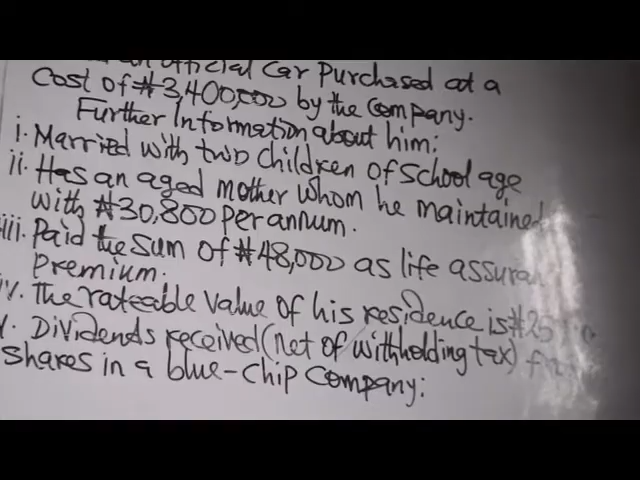 an official Car Purchased at a
Cost of ₦3,400,000 by the Company.
Further Information about him:
i. Married with two Children of School age
ii. Has an aged mother whom he maintained
with ₦30,800 per annum.
iii. Paid the sum of ₦48,000 as life assuran
Premium.
iv. The rateable value of his residence is
v. Dividends received (net of withholding tax)
shares in a blue-chip Company: